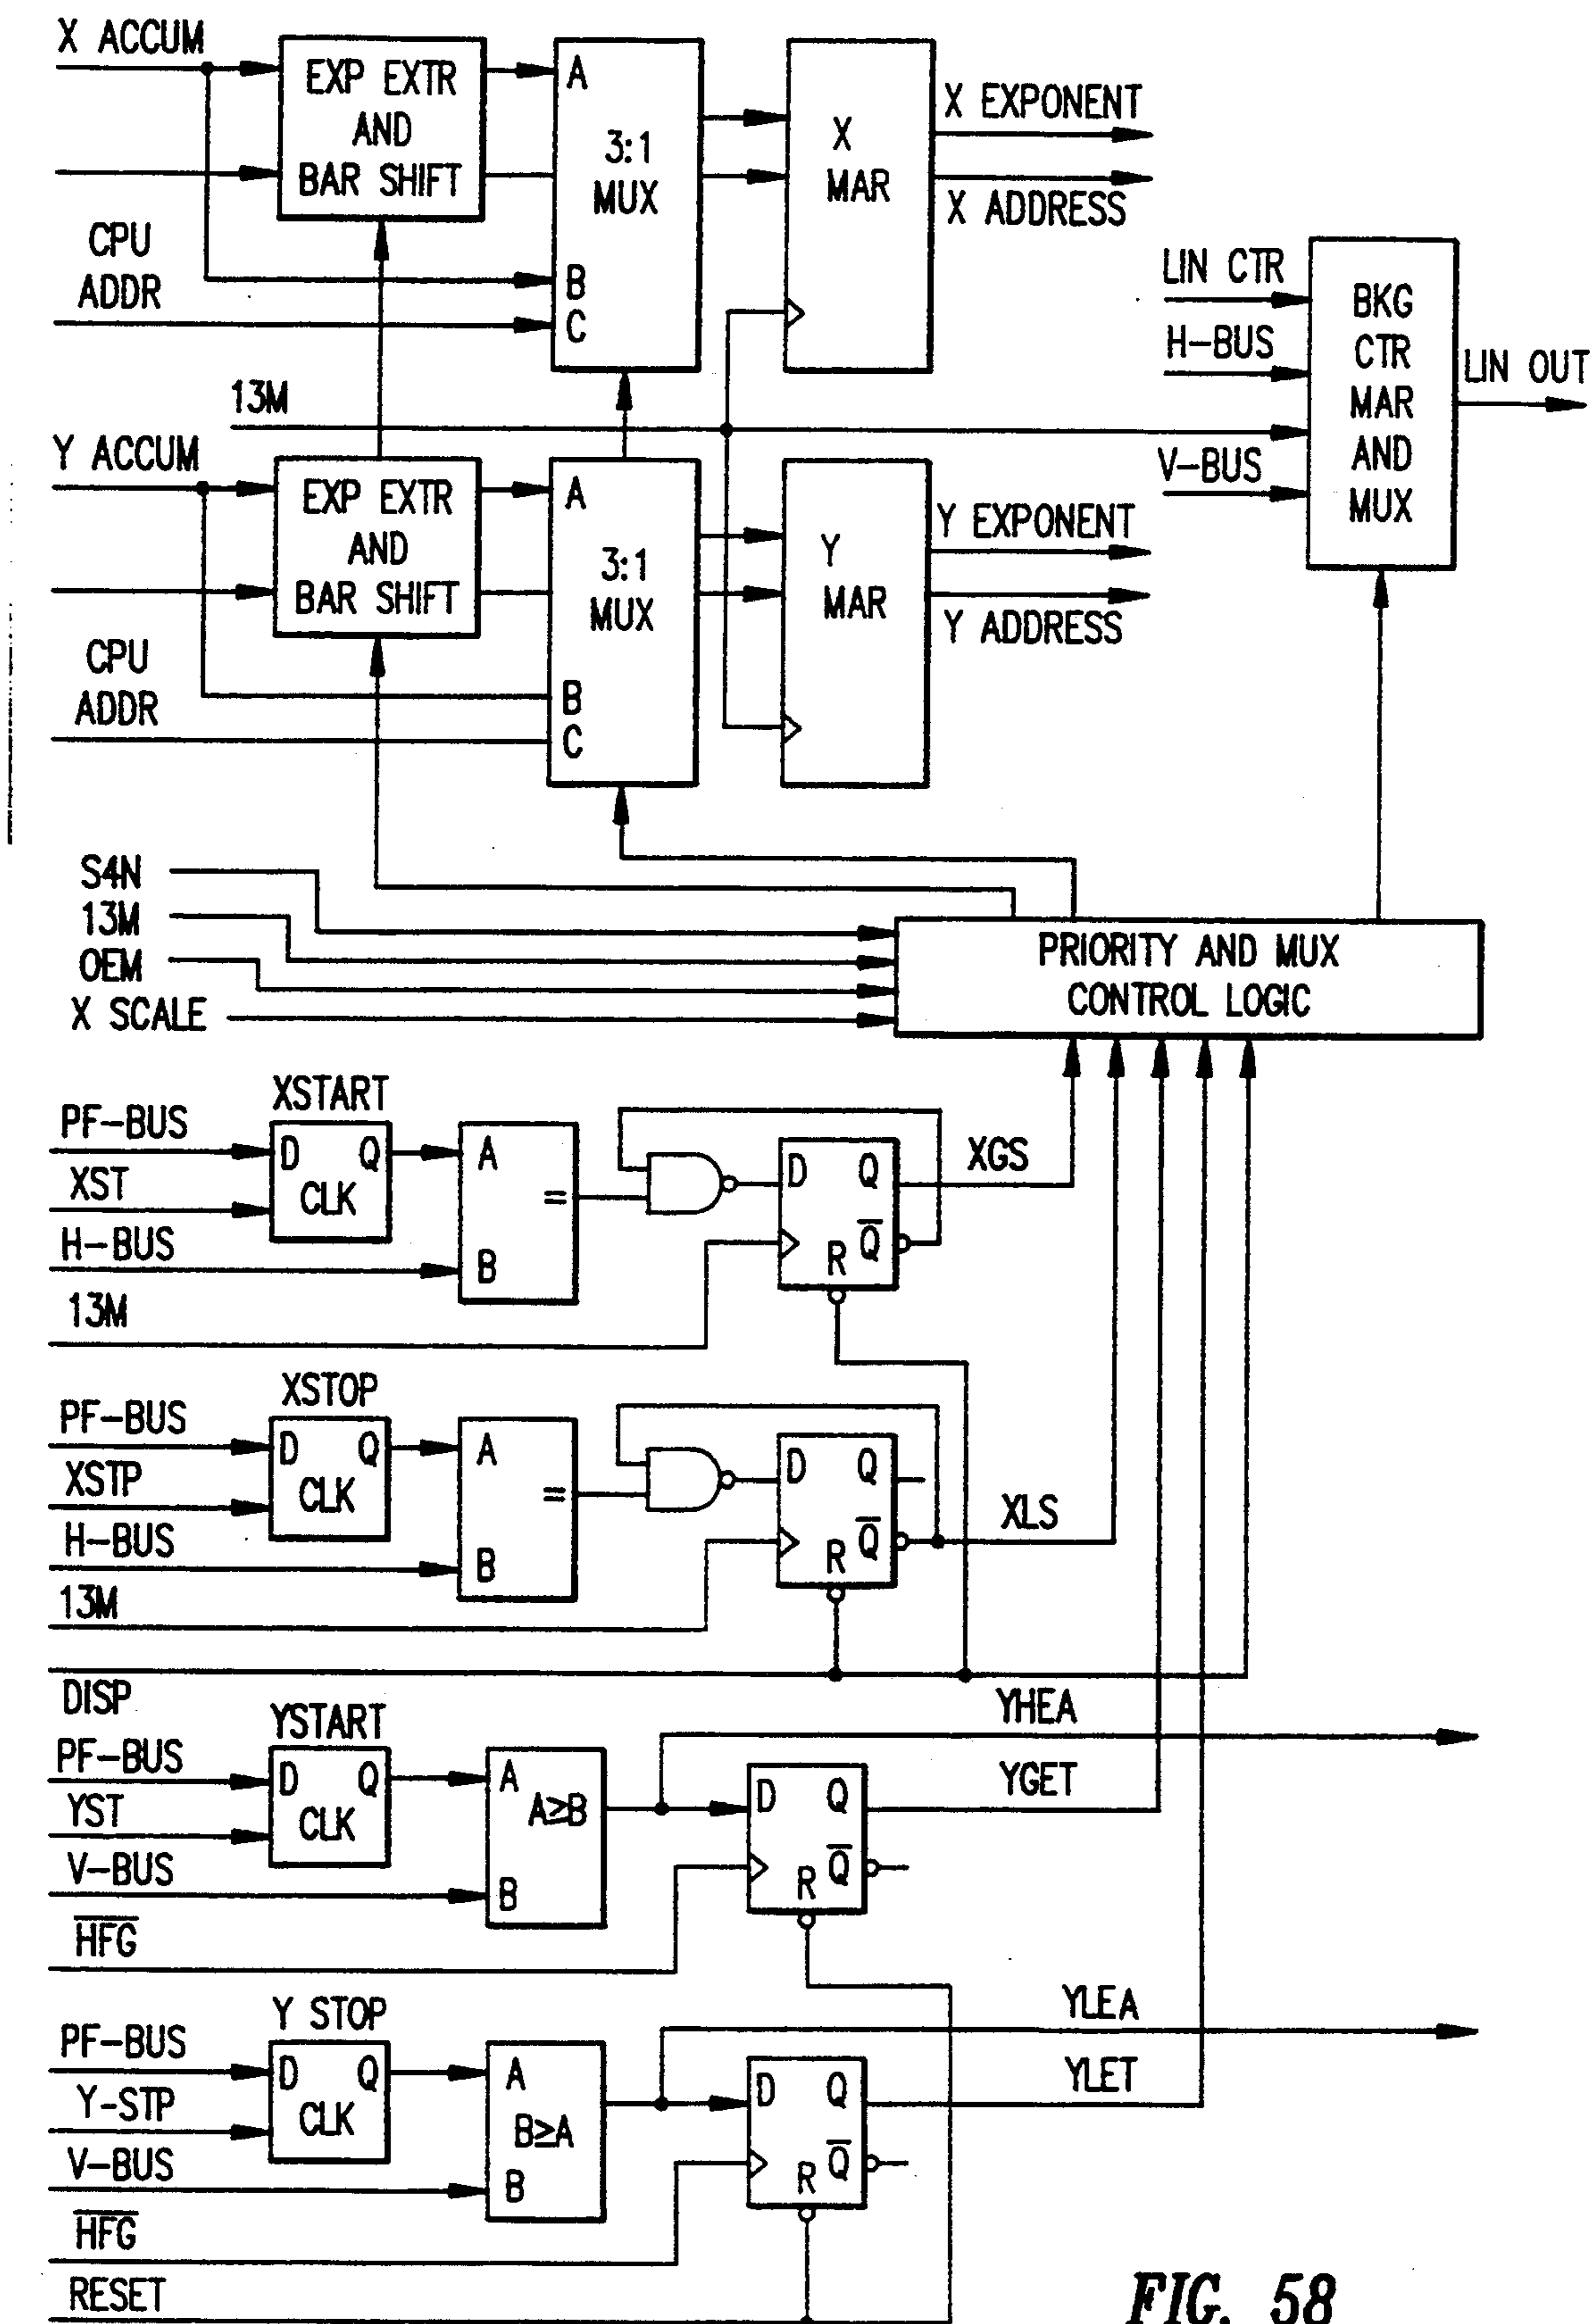 X ACCUM
EXP EXTR
AND
BAR SHIFT
A
3:1
MUX
B
C
X
MAR
X EXPONENT
X ADDRESS
CPU
ADDR
13M
LIN CTR
H-BUS
V-BUS
BKG
CTR
MAR
AND
MUX
LIN OUT
Y ACCUM
EXP EXTR
AND
BAR SHIFT
A
3:1
MUX
B
C
Y
MAR
Y EXPONENT
Y ADDRESS
CPU
ADDR
S4N
13M
OEM
X SCALE
PRIORITY AND MUX
CONTROL LOGIC
XSTART
PF-BUS
D Q
CLK
XST
H-BUS
13M
A
=
B
D Q
R Q̅
XGS
XSTOP
PF-BUS
D Q
CLK
XSTP
H-BUS
13M
A
=
B
D Q
R Q̅
XLS
DISP
YSTART
PF-BUS
D Q
CLK
YST
V-BUS
H̅F̅G̅
A
A≥B
B
D Q
R Q̅
YHEA
YGET
Y STOP
PF-BUS
D Q
CLK
Y-STP
V-BUS
H̅F̅G̅
A
B≥A
B
D Q
R Q̅
YLEA
YLET
RESET
FIG. 58